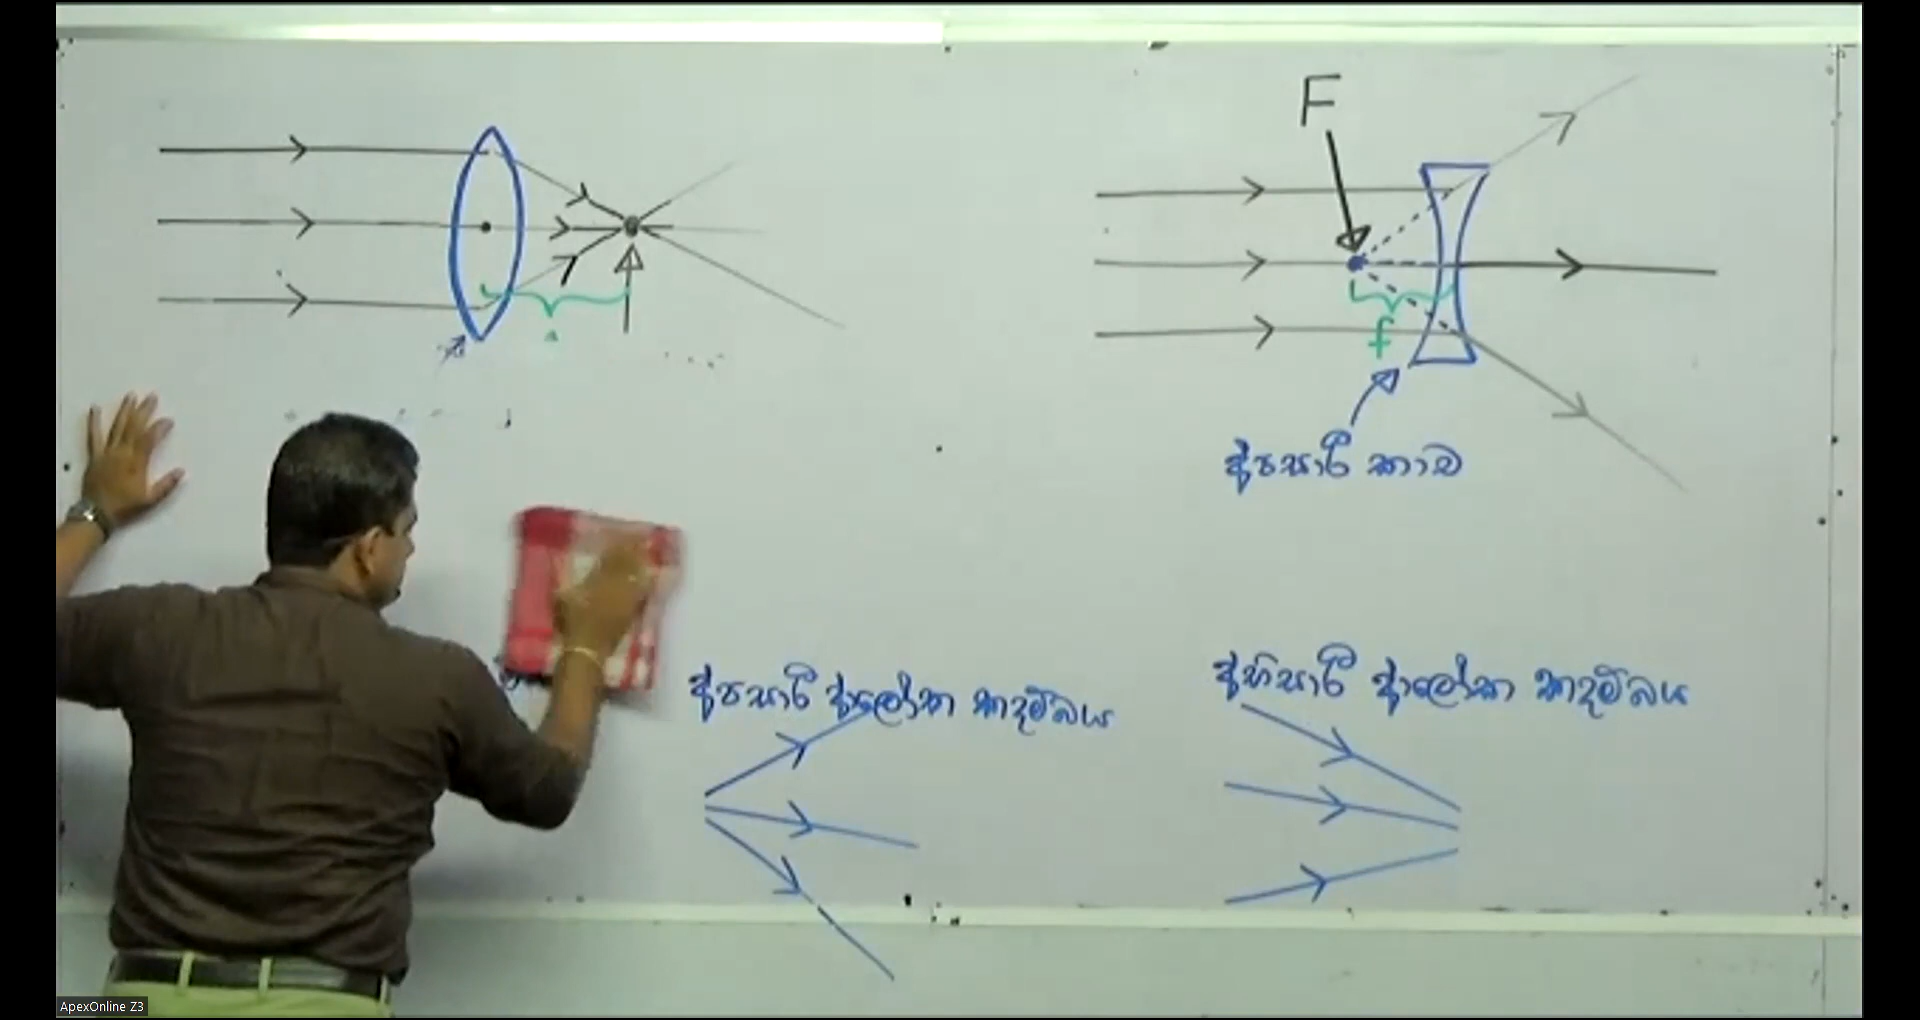 F
f
අපසාරී කාච
අපසාරී ආලෝක කදම්බය
අභිසාරී ආලෝක කදම්බය
ApexOnline Z3